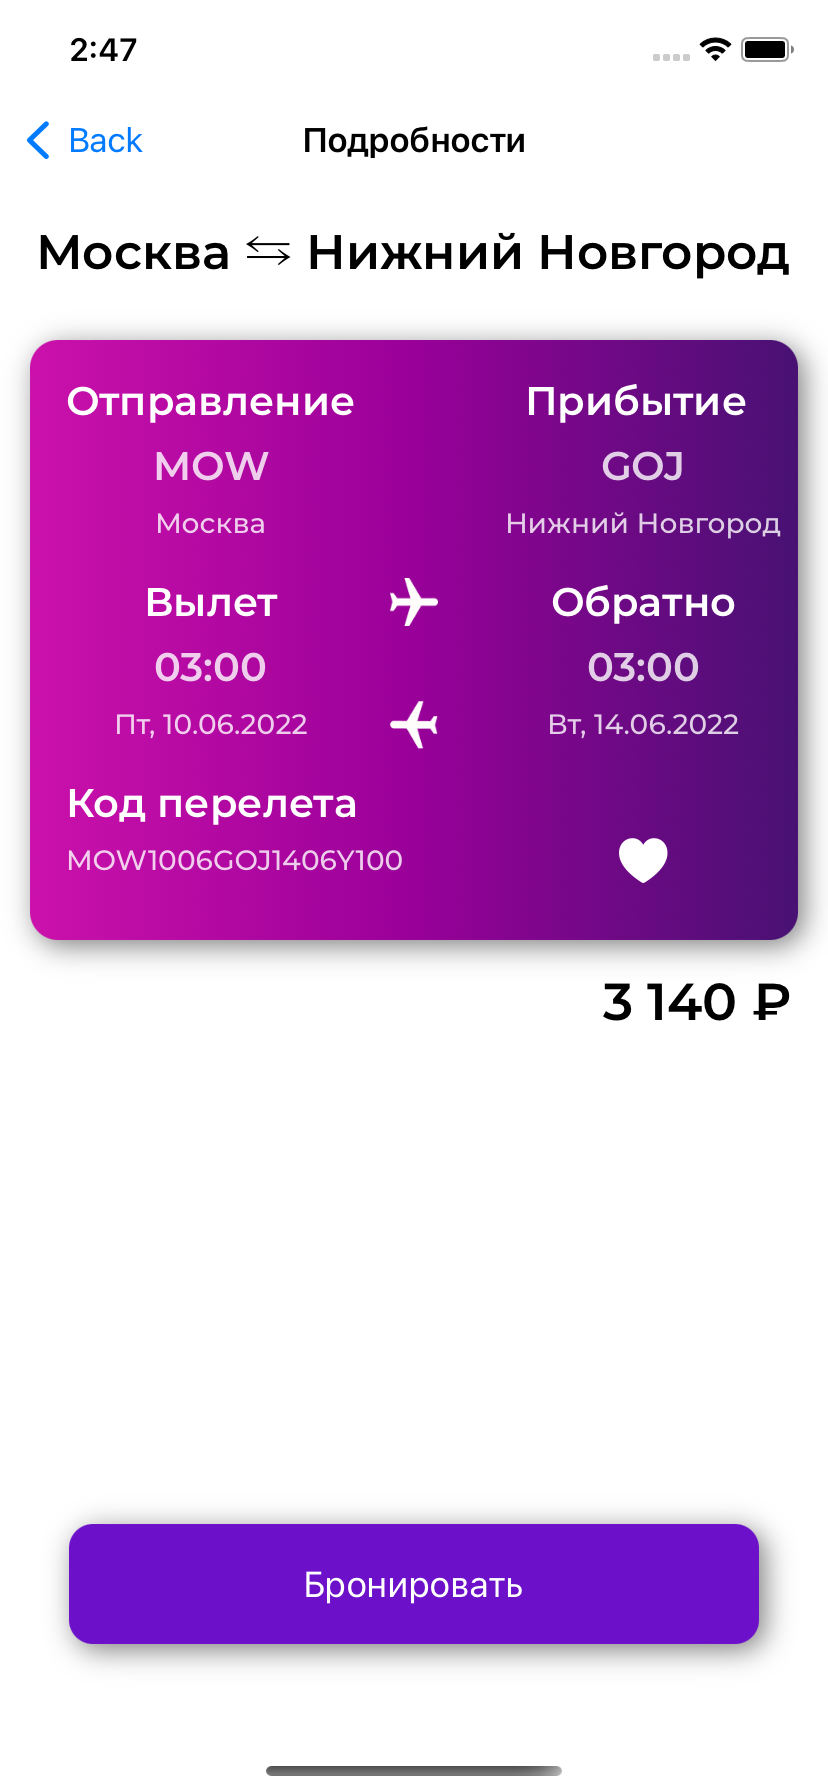 2:47
Back Подробности
Москва ⇆ Нижний Новгород
Отправление Прибытие
MOW GOJ
Москва Нижний Новгород
Вылет Обратно
03:00 03:00
Пт, 10.06.2022 Вт, 14.06.2022
Код перелета
MOW1006GOJ1406Y100
3 140 ₽
Бронировать